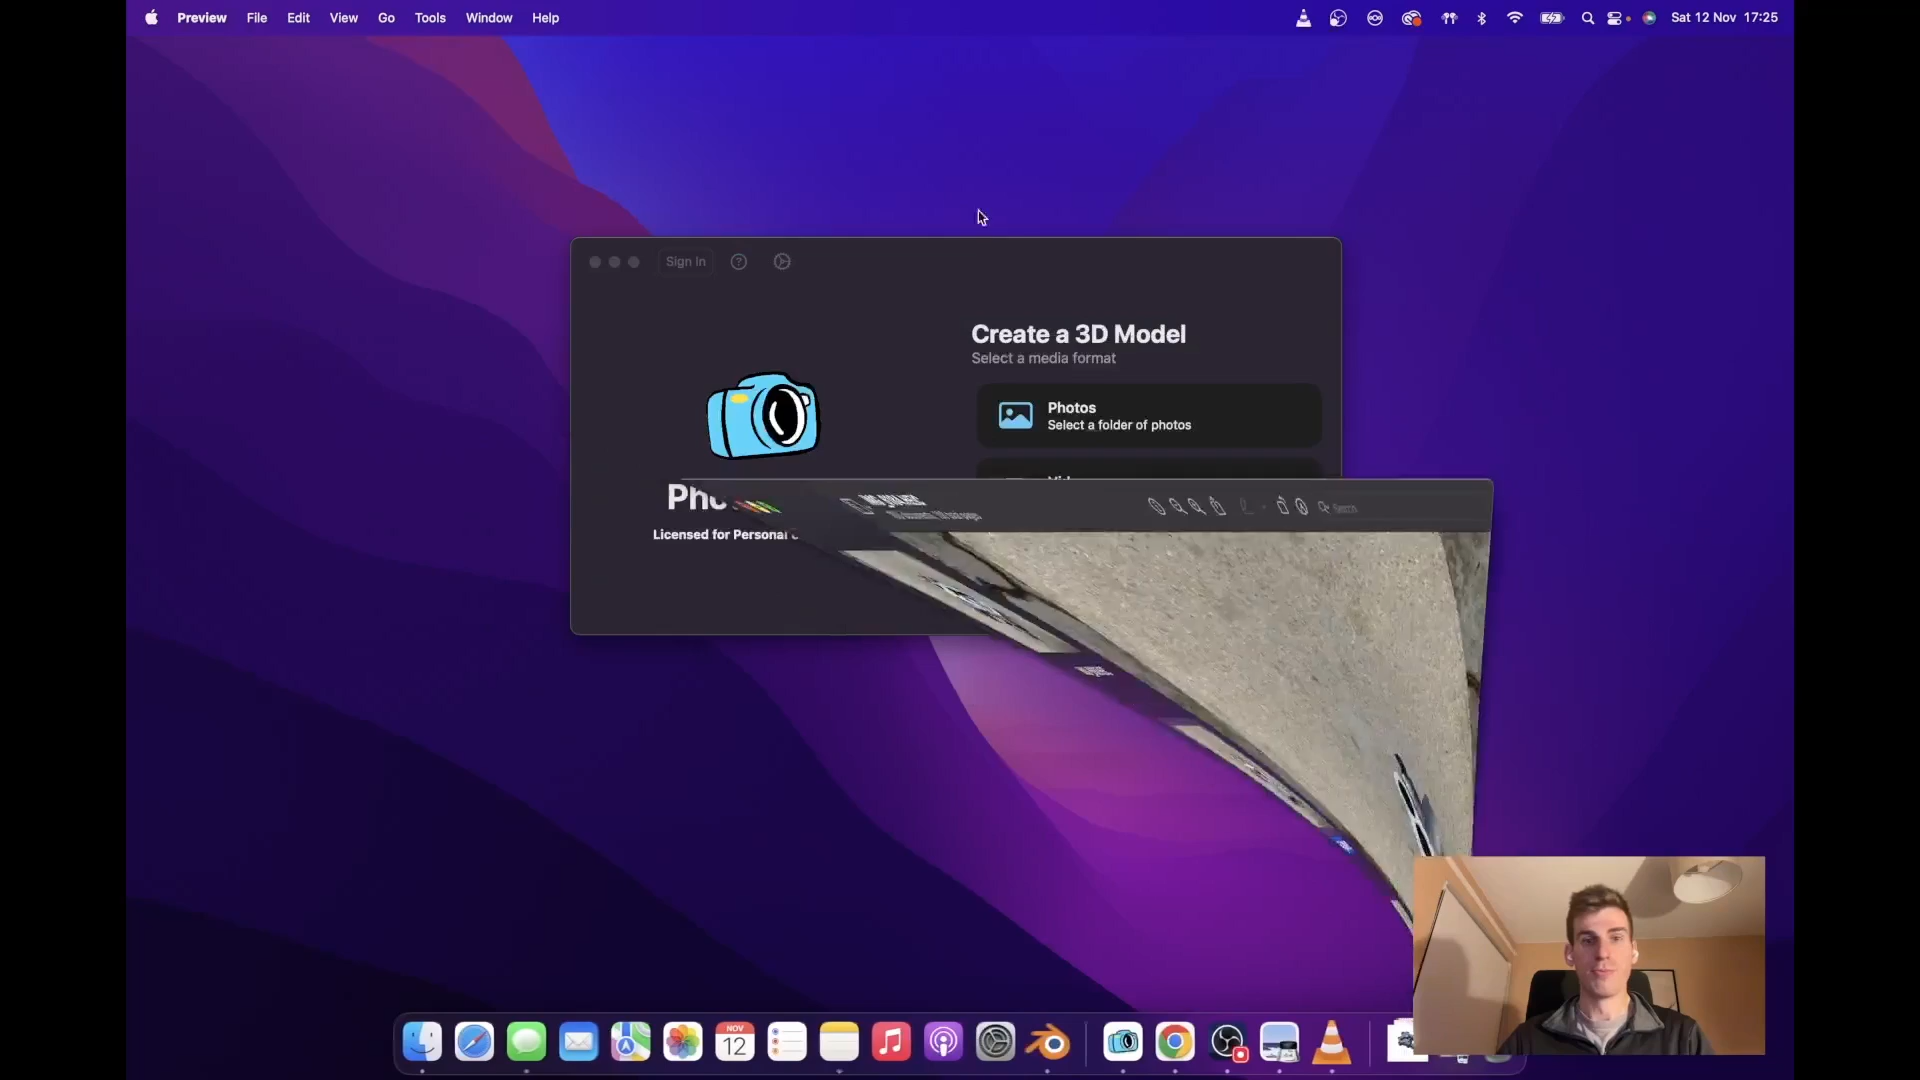 Preview File Edit View Go Tools Window Help
Sat 12 Nov 17:25
Sign In
Create a 3D Model
Select a media format
Photos
Select a folder of photos
Licensed for Personal
NOV
12